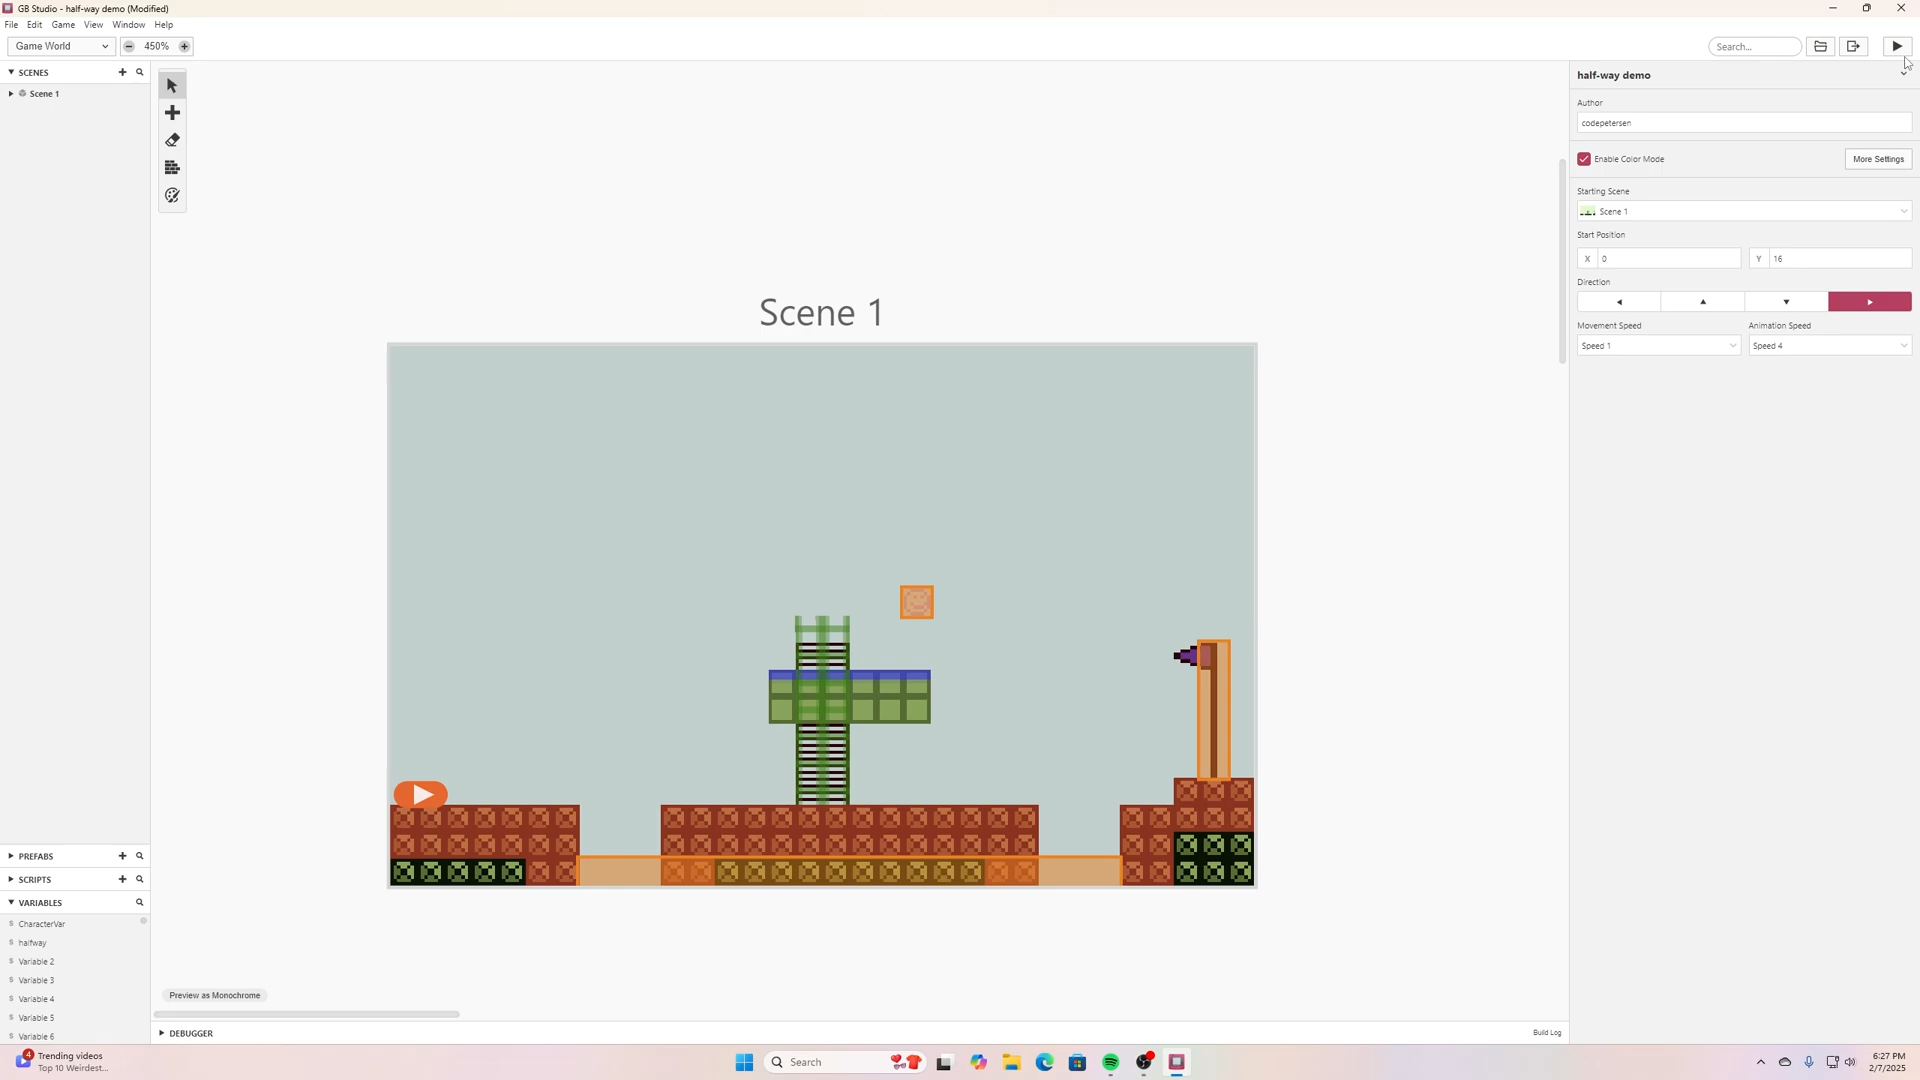 GB Studio - half-way demo (Modified)
File Edit Game View Window Help
Game World 450% Search...
SCENES
Scene 1
half-way demo
Author
codepetersen
Enable Color Mode More Settings
Starting Scene
Scene 1
Start Position
X 0 Y 16
Direction
Movement Speed Animation Speed
Speed 1 Speed 4
Scene 1
PREFABS
SCRIPTS
VARIABLES
$ CharacterVar
$ halfway
$ Variable 2
$ Variable 3
$ Variable 4
$ Variable 5
$ Variable 6
Preview as Monochrome
DEBUGGER Build Log
4 Trending videos
Top 10 Weirdest...
Search
6:27 PM
2/7/2025